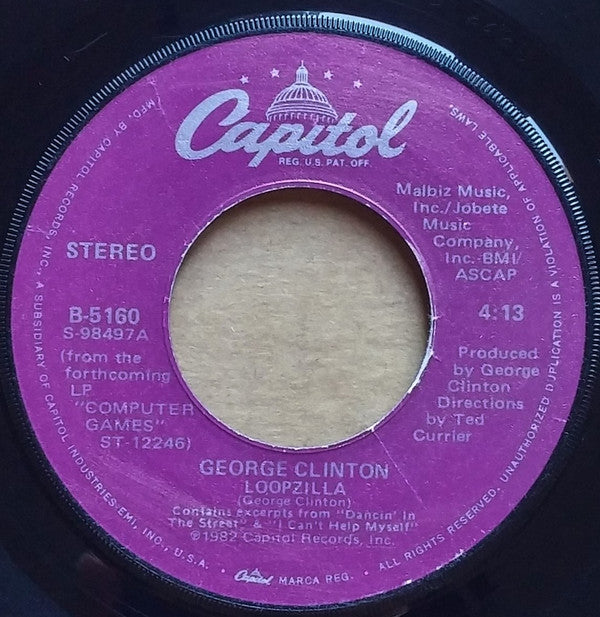 Capitol
REG. U.S. PAT. OFF.
MFD. BY CAPITOL RECORDS, INC., A SUBSIDIARY OF CAPITOL INDUSTRIES-EMI, INC., U.S.A.
STEREO
B-5160
S-98497A
(from the
forthcoming
LP
"COMPUTER
GAMES"
ST-12246)
Malbiz Music,
Inc./Jobete
Music
Company,
Inc.-BMI/
ASCAP
4:13
Produced
by George
Clinton
Directions
by Ted
Currier
GEORGE CLINTON
LOOPZILLA
(George Clinton)
Contains excerpts from "Dancin' In
The Street" & "I Can't Help Myself"
℗1982 Capitol Records, Inc.
Capitol MARCA REG.
• ALL RIGHTS RESERVED. UNAUTHORIZED DUPLICATION IS A VIOLATION OF APPLICABLE LAWS.